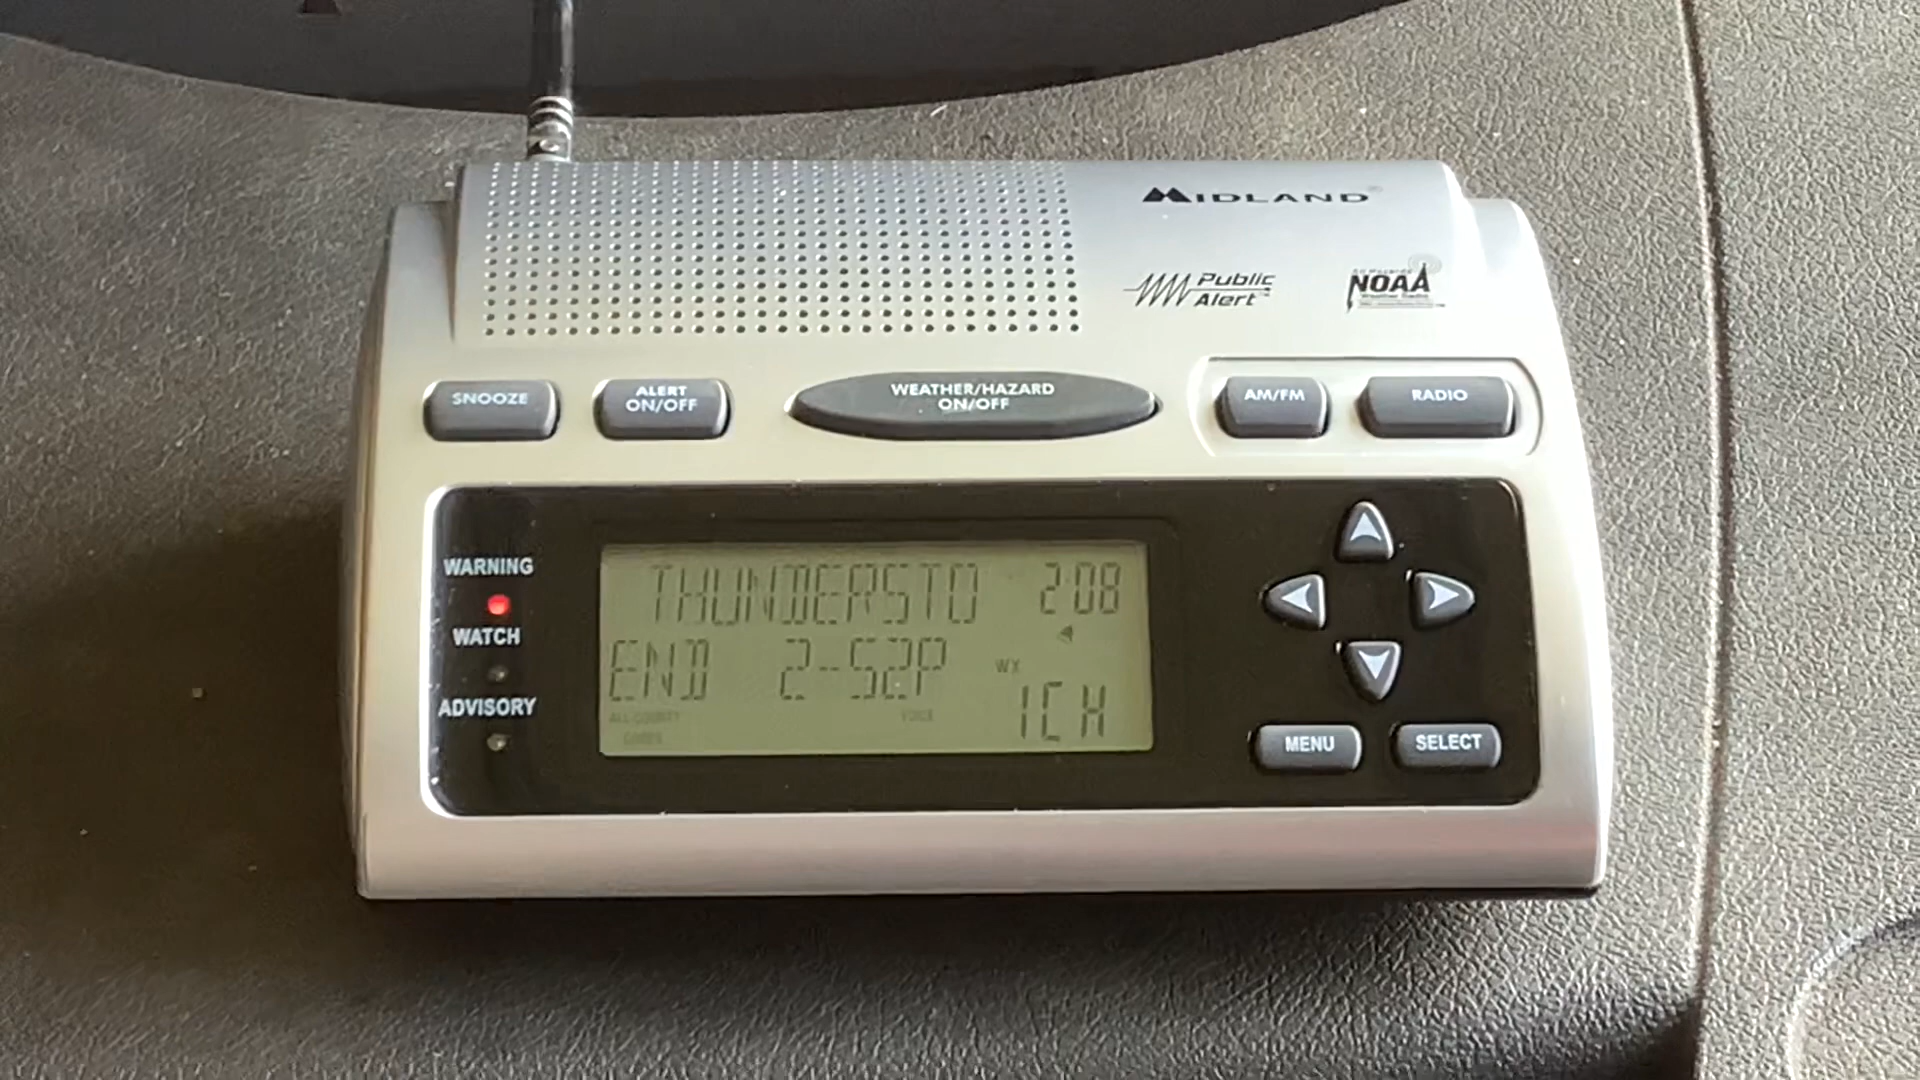 MIDLAND
Public
Alert
NOAA
SNOOZE
ALERT
ON/OFF
WEATHER/HAZARD
ON/OFF
AM/FM
RADIO
WARNING
WATCH
ADVISORY
THUNDERSTO 2:08
END 2-52P
WX
1CH
MENU
SELECT